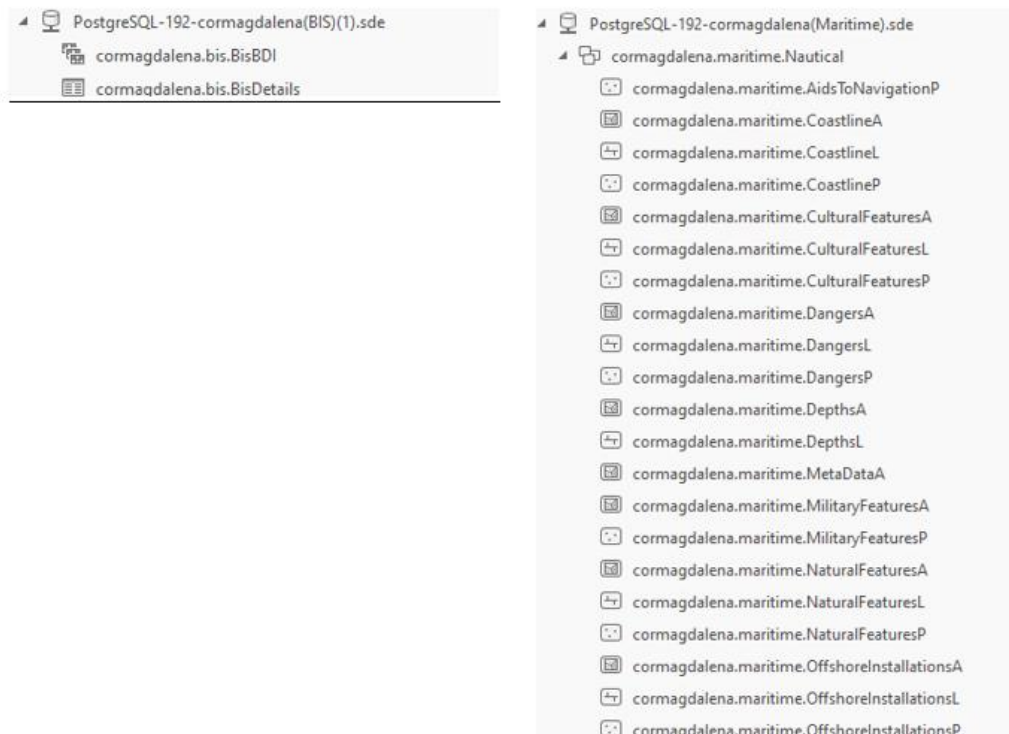 PostgreSQL-192-cormagdalena(BIS)(1).sde
cormagdalena.bis.BisBDI
cormagdalena.bis.BisDetails
PostgreSQL-192-cormagdalena(Maritime).sde
cormagdalena.maritime.Nautical
cormagdalena.maritime.AidsToNavigationP
cormagdalena.maritime.CoastlineA
cormagdalena.maritime.CoastlineL
cormagdalena.maritime.CoastlineP
cormagdalena.maritime.CulturalFeaturesA
cormagdalena.maritime.CulturalFeaturesL
cormagdalena.maritime.CulturalFeaturesP
cormagdalena.maritime.DangersA
cormagdalena.maritime.DangersL
cormagdalena.maritime.DangersP
cormagdalena.maritime.DepthsA
cormagdalena.maritime.DepthsL
cormagdalena.maritime.MetaDataA
cormagdalena.maritime.MilitaryFeaturesA
cormagdalena.maritime.MilitaryFeaturesP
cormagdalena.maritime.NaturalFeaturesA
cormagdalena.maritime.NaturalFeaturesL
cormagdalena.maritime.NaturalFeaturesP
cormagdalena.maritime.OffshoreInstallationsA
cormagdalena.maritime.OffshoreInstallationsL
cormagdalena.maritime.OffshoreInstallationsP